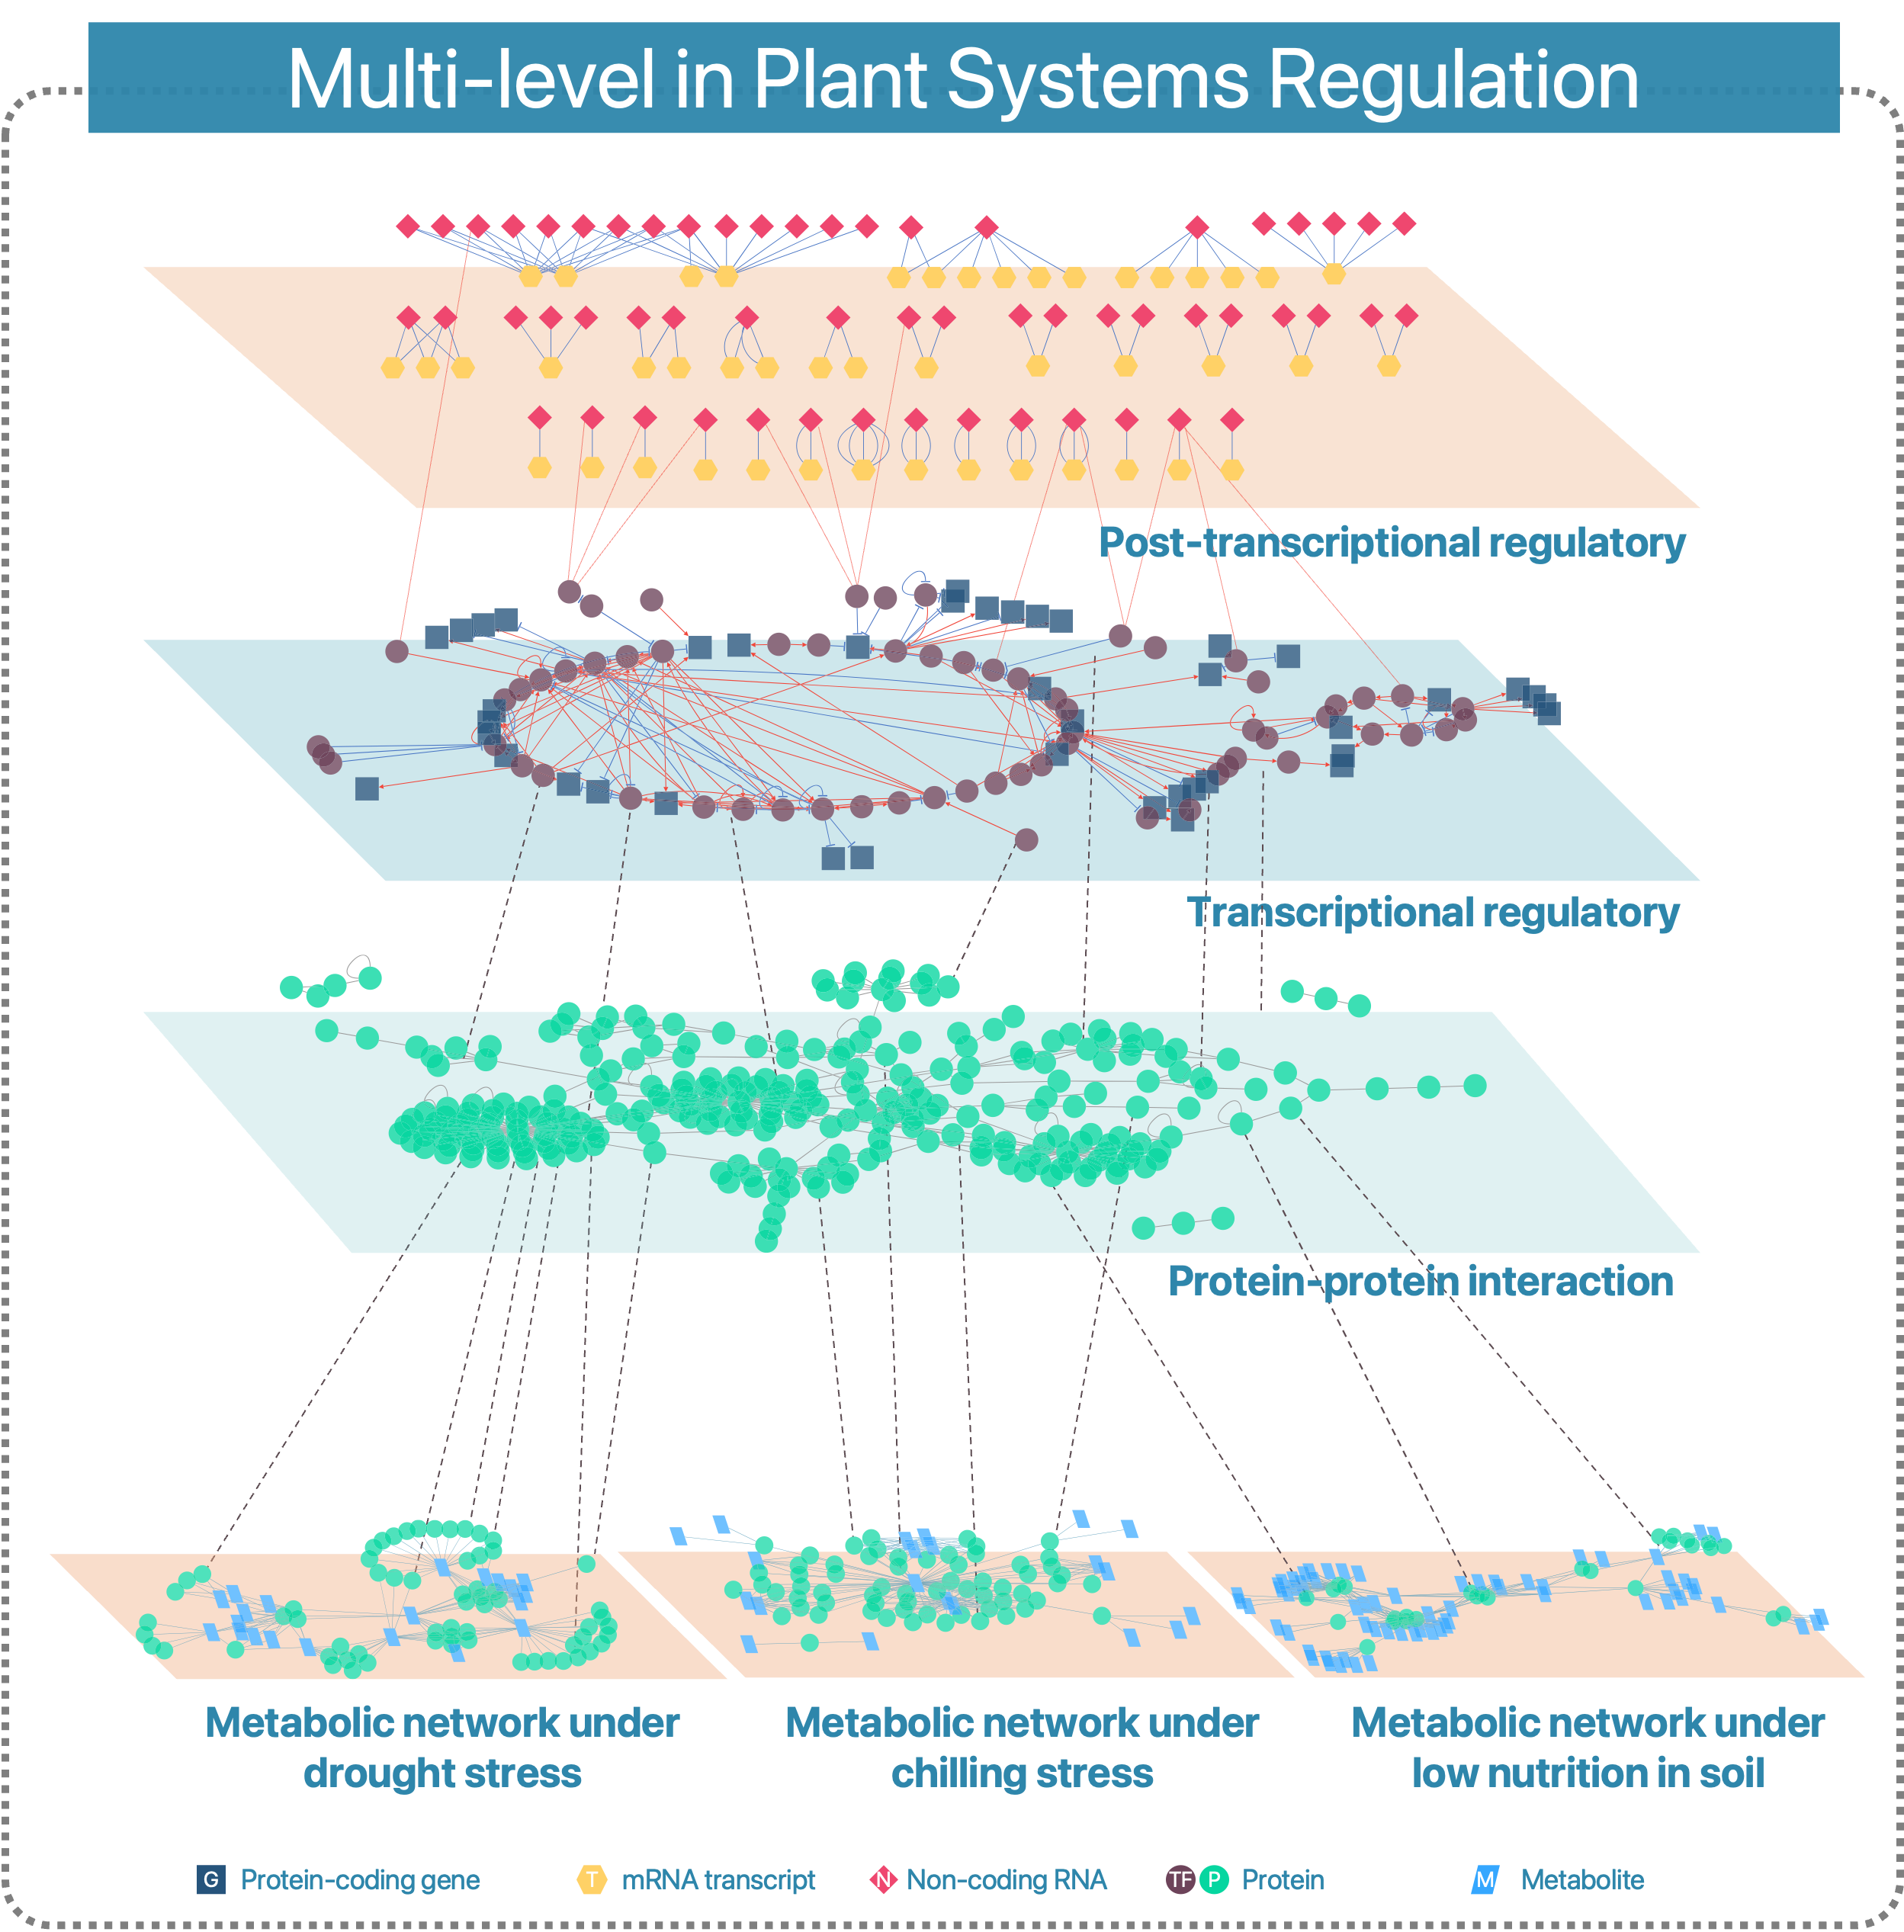 Multi-level in Plant Systems Regulation
Post-transcriptional regulatory
Transcriptional regulatory
Protein-protein interaction
Metabolic network under
drought stress
Metabolic network under
chilling stress
Metabolic network under
low nutrition in soil
G Protein-coding gene
T mRNA transcript
N Non-coding RNA
TF P Protein
M Metabolite